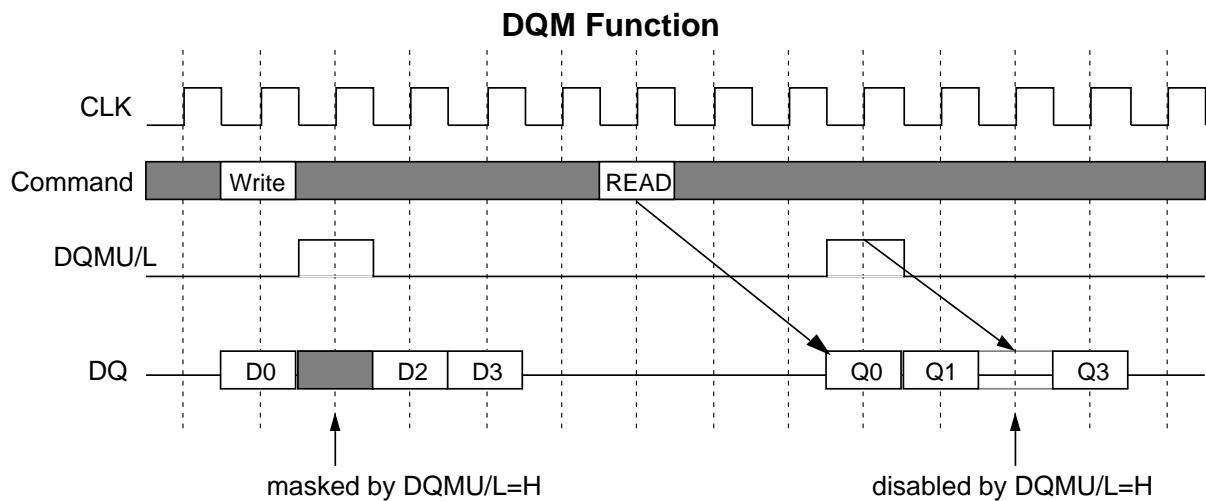 DQM Function
CLK
Command Write READ
DQMU/L
DQ D0 D2 D3 Q0 Q1 Q3
masked by DQMU/L=H disabled by DQMU/L=H